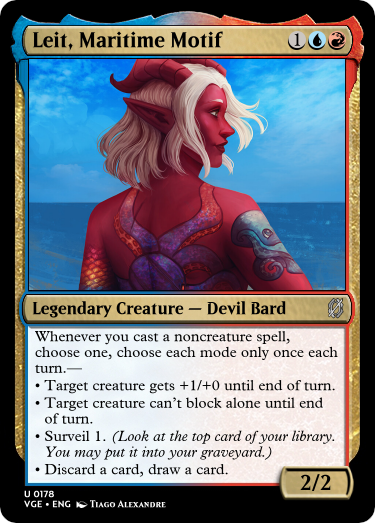 Leit, Maritime Motif 1
Legendary Creature — Devil Bard
Whenever you cast a noncreature spell,
choose one, choose each mode only once each
turn.—
• Target creature gets +1/+0 until end of turn.
• Target creature can't block alone until end
of turn.
• Surveil 1. (Look at the top card of your library.
You may put it into your graveyard.)
• Discard a card, draw a card.
2/2
U 0178
VGE • ENG Tiago Alexandre